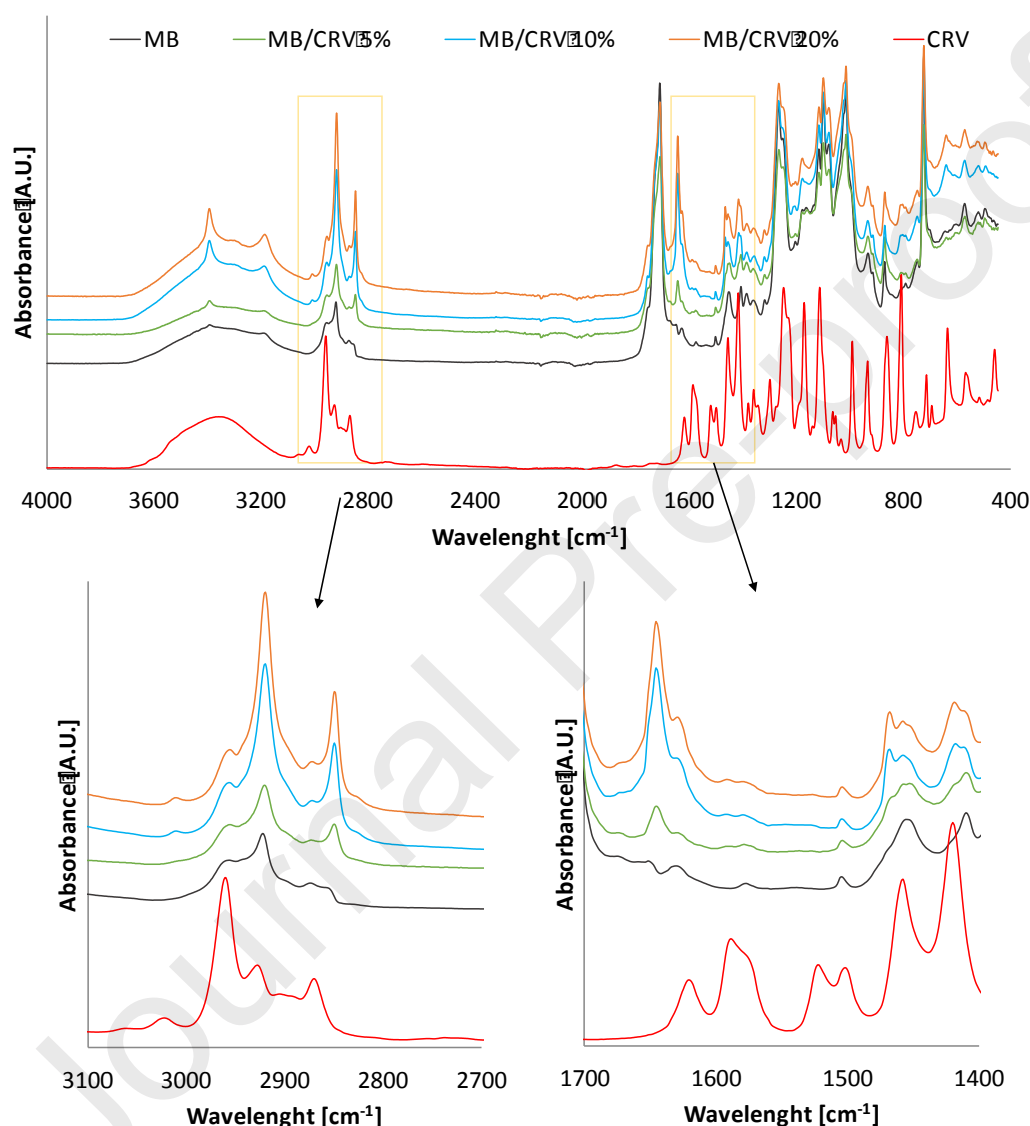 MB MB/CRV 5% MB/CRV 10% MB/CRV 20% CRV
Absorbance [A.U.]
4000 3600 3200 2800 2400 2000 1600 1200 800 400
Wavelenght [cm-1]
Absorbance [A.U.]
3100 3000 2900 2800 2700
Wavelenght [cm-1]
Absorbance [A.U.]
1700 1600 1500 1400
Wavelenght [cm-1]
Journal Pre-proof